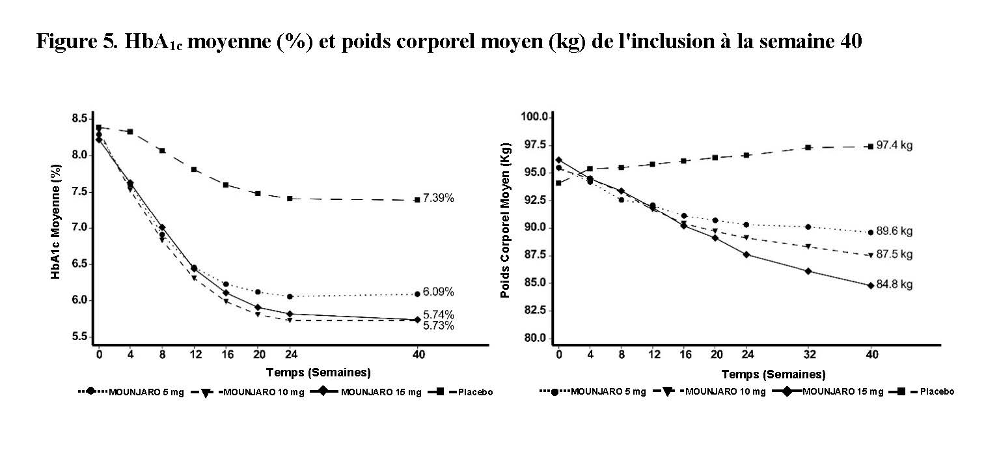 Figure 5. HbA1c moyenne (%) et poids corporel moyen (kg) de l'inclusion à la semaine 40
HbA1c Moyenne (%)
8.5
8.0
7.5
7.0
6.5
6.0
5.5
7.39%
6.09%
5.74%
5.73%
0 4 8 12 16 20 24 40
Temps (Semaines)
MOUNJARO 5 mg MOUNJARO 10 mg MOUNJARO 15 mg Placebo
Poids Corporel Moyen (Kg)
100.0
97.5
95.0
92.5
90.0
87.5
85.0
82.5
80.0
97.4 kg
89.6 kg
87.5 kg
84.8 kg
0 4 8 12 16 20 24 32 40
Temps (Semaines)
MOUNJARO 5 mg MOUNJARO 10 mg MOUNJARO 15 mg Placebo